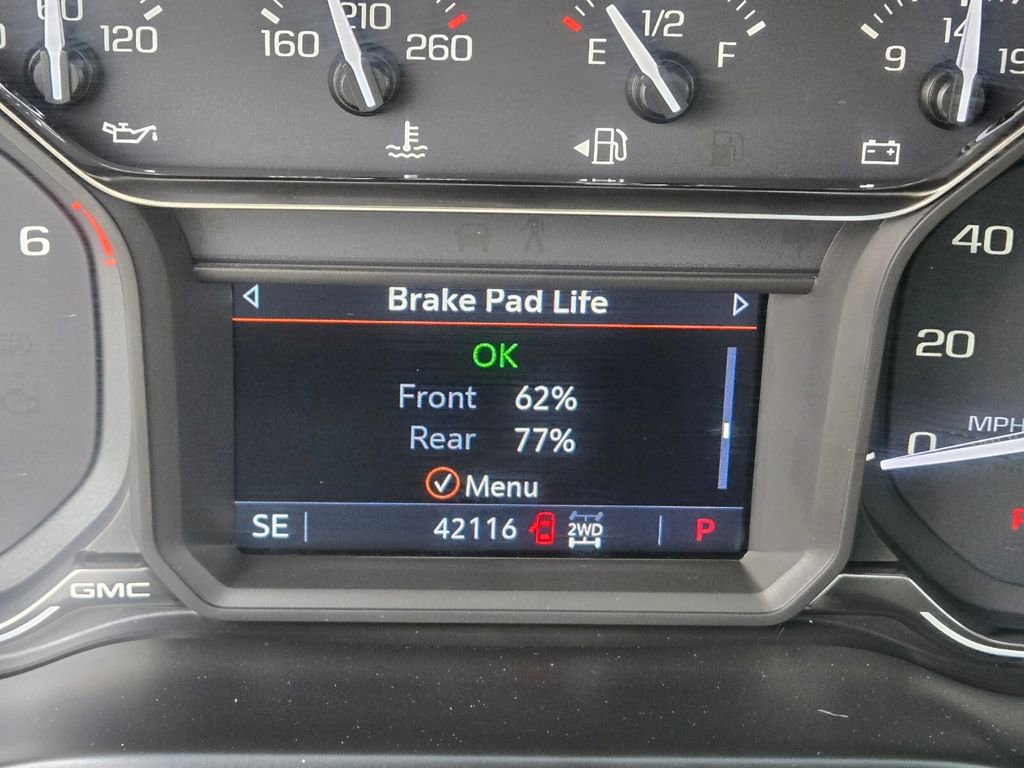 120
160
210
260
E
1/2
F
9
14
6
Brake Pad Life
OK
Front 62%
Rear 77%
Menu
SE 42116 2WD P
GMC
40
20
MPH
0